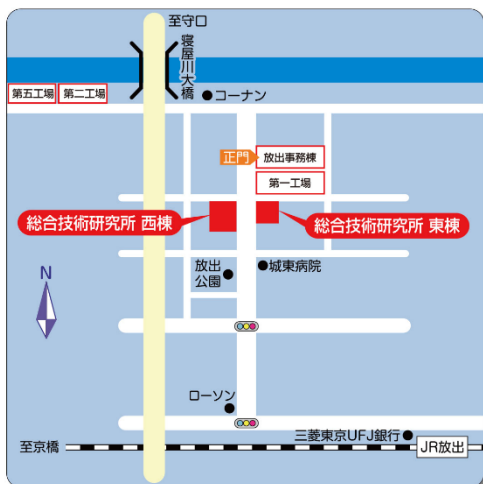 至守口
寝屋川大橋
第五工場
第二工場
コーナン
正門
放出事務棟
第一工場
総合技術研究所 西棟
総合技術研究所 東棟
放出
公園
城東病院
N
ローソン
三菱東京UFJ銀行
至京橋
JR放出